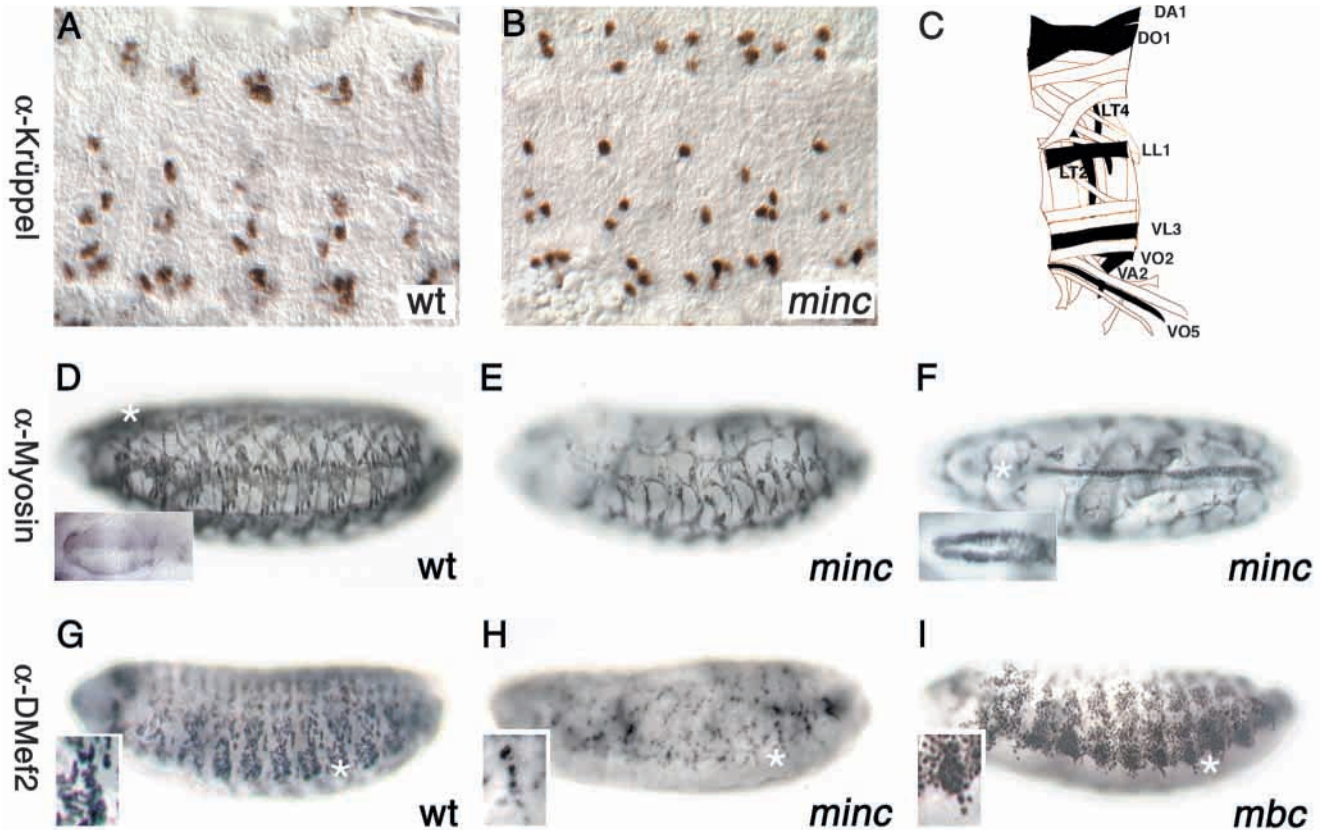 A
B
C
α-Krüppel
wt
minc
DA1
DO1
LT4
LL1
LT2
VL3
VO2
VA2
VO5
D
E
F
α-Myosin
*
*
wt
minc
minc
G
H
I
α-DMef2
*
*
*
wt
minc
mbc